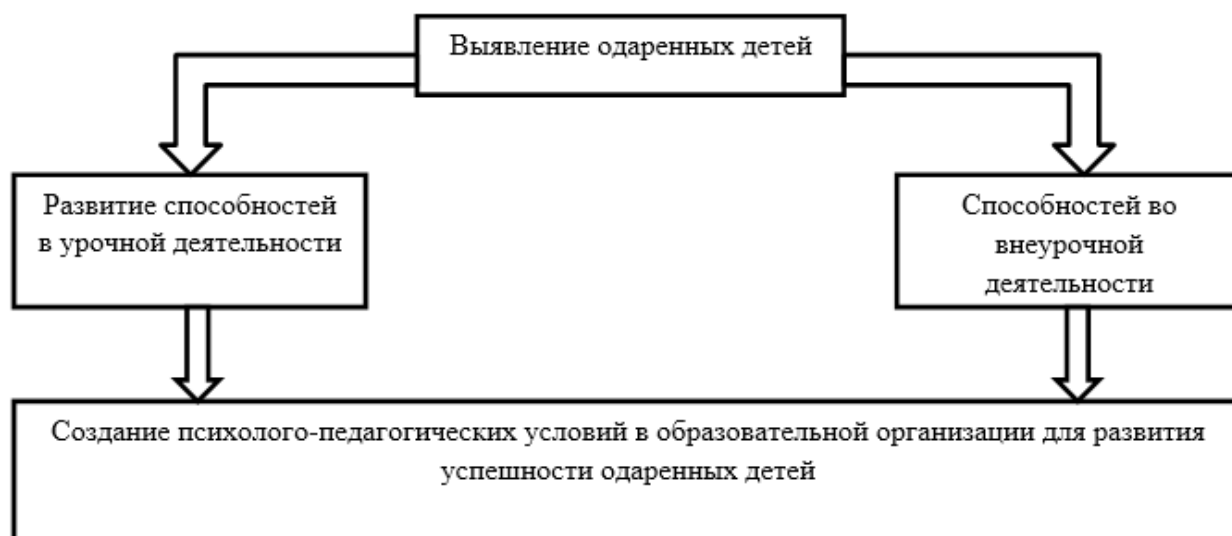 Выявление одаренных детей
Развитие способностей
в урочной деятельности
Способностей во
внеурочной
деятельности
Создание психолого-педагогических условий в образовательной организации для развития
успешности одаренных детей